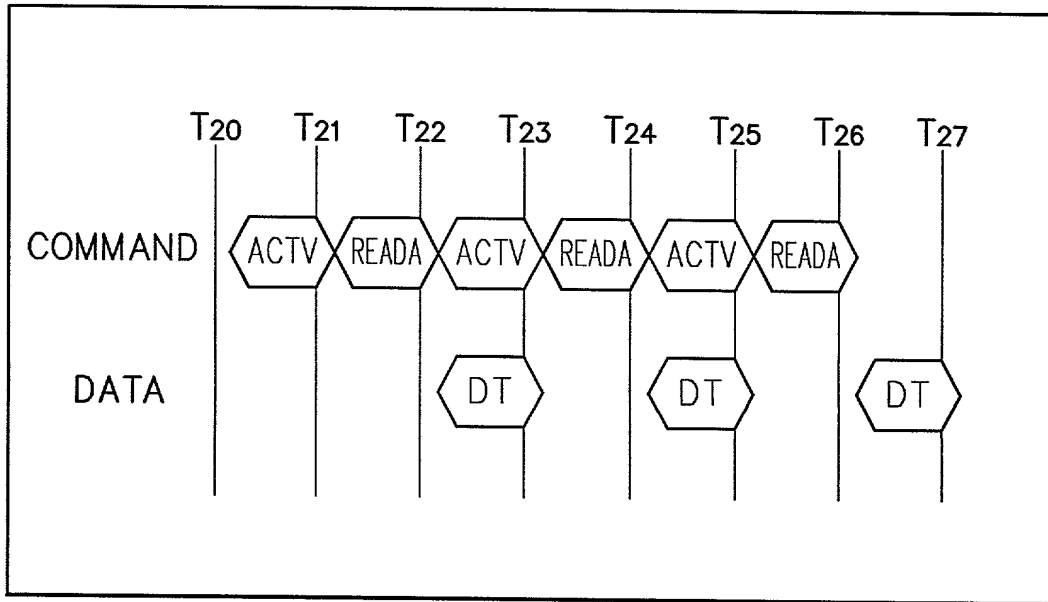 T20 T21 T22 T23 T24 T25 T26 T27
COMMAND ACTV READA ACTV READA ACTV READA
DATA DT DT DT